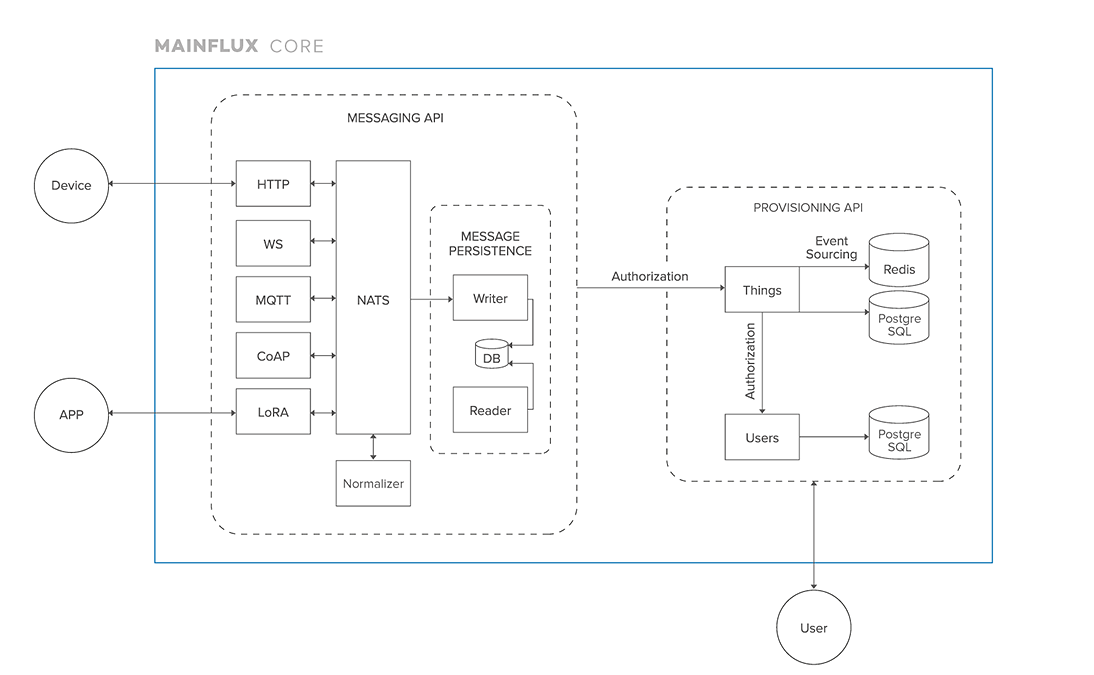 MAINFLUX CORE
MESSAGING API
Device
HTTP
WS
MQTT
CoAP
APP
LoRA
NATS
Normalizer
MESSAGE
PERSISTENCE
Writer
DB
Reader
Authorization
PROVISIONING API
Event
Sourcing
Things
Redis
Postgre
SQL
Authorization
Users
Postgre
SQL
User